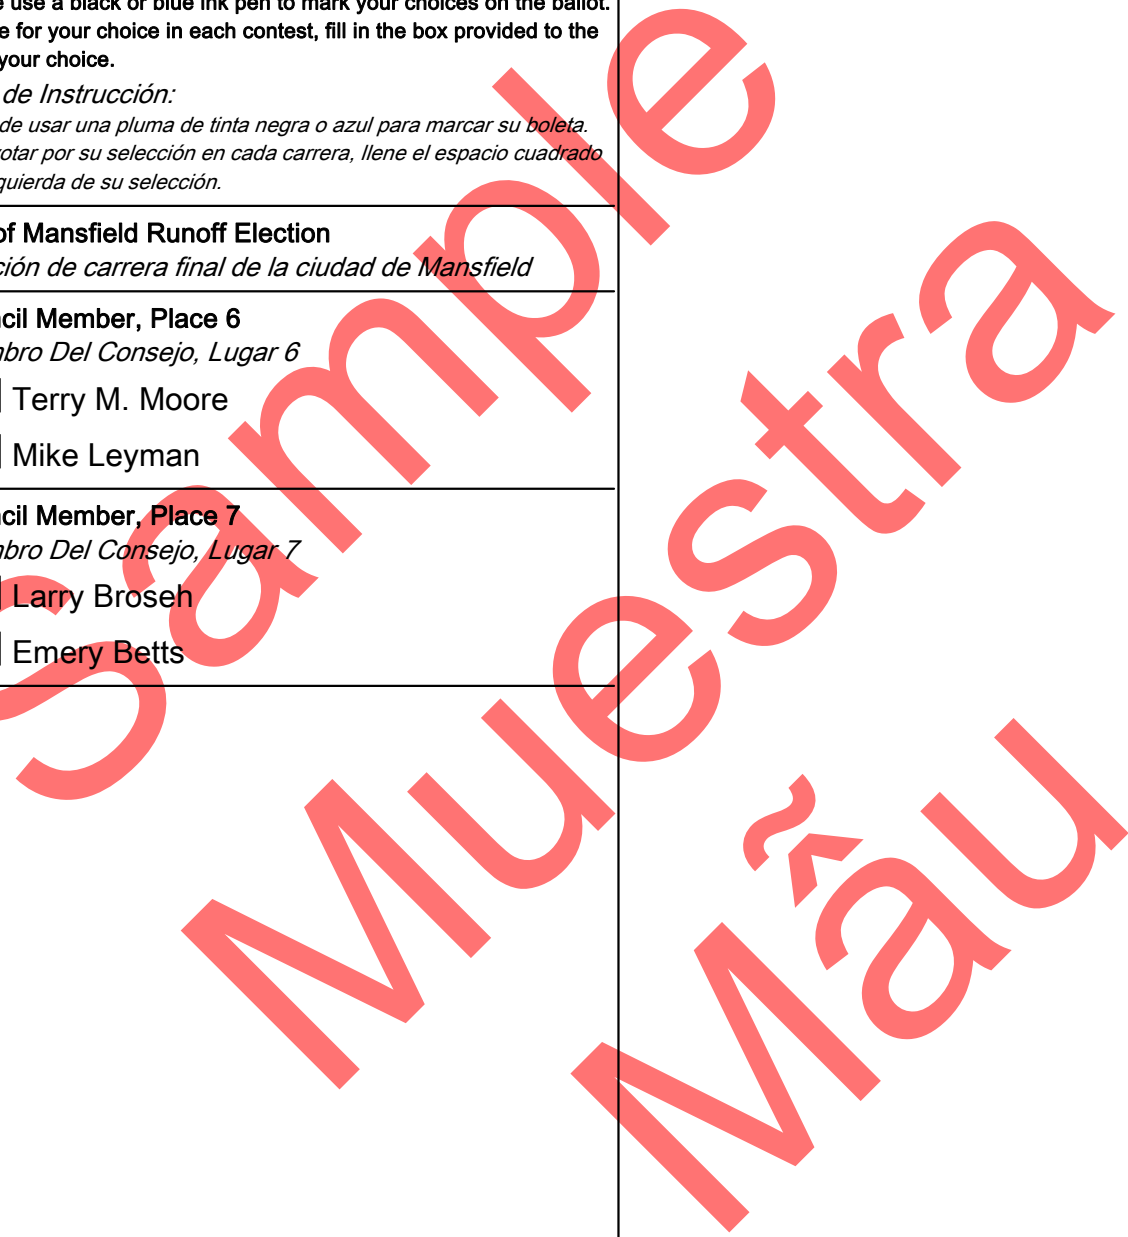 use a black or blue ink pen to mark your choices on the ballot.
for your choice in each contest, fill in the box provided to the
your choice.
de Instrucción:
de usar una pluma de tinta negra o azul para marcar su boleta.
otar por su selección en cada carrera, llene el espacio cuadrado
quierda de su selección.
of Mansfield Runoff Election
ción de carrera final de la ciudad de Mansfield
cil Member, Place 6
bro Del Consejo, Lugar 6
Terry M. Moore
Mike Leyman
cil Member, Place 7
bro Del Consejo, Lugar 7
Larry Broseh
Emery Betts
Sample
Muestra
Mẫu